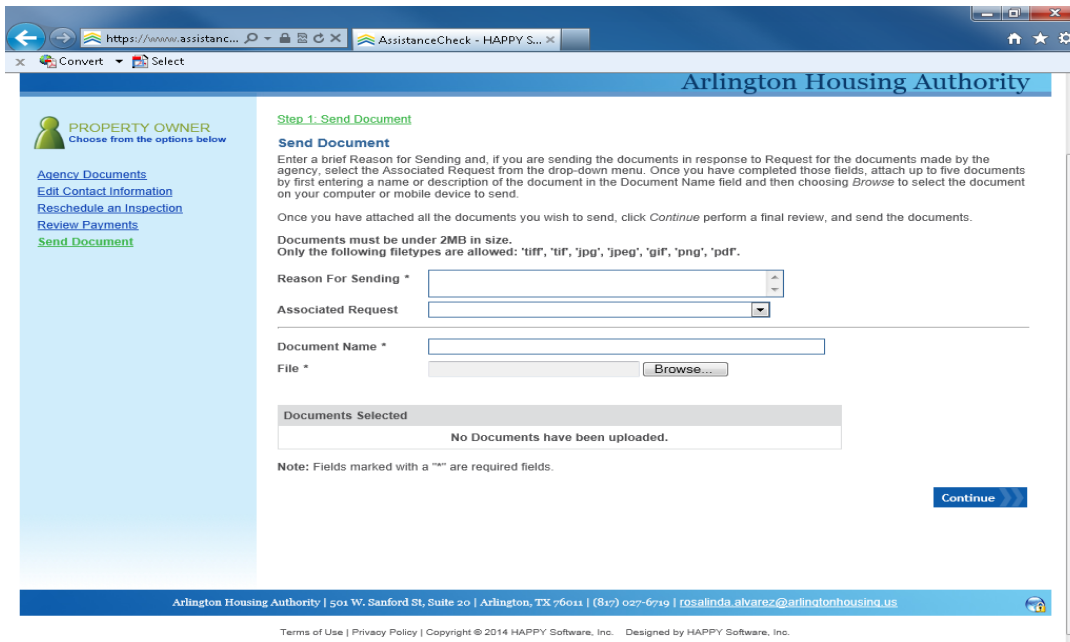 https://www.assistanc...
AssistanceCheck - HAPPY S...
x Convert Select
Arlington Housing Authority
PROPERTY OWNER
Choose from the options below
Agency Documents
Edit Contact Information
Reschedule an Inspection
Review Payments
Send Document
Step 1: Send Document
Send Document
Enter a brief Reason for Sending and, if you are sending the documents in response to Request for the documents made by the
agency, select the Associated Request from the drop-down menu. Once you have completed those fields, attach up to five documents
by first entering a name or description of the document in the Document Name field and then choosing Browse to select the document
on your computer or mobile device to send.
Once you have attached all the documents you wish to send, click Continue perform a final review, and send the documents.
Documents must be under 2MB in size.
Only the following filetypes are allowed: 'tiff', 'tif', 'jpg', 'jpeg', 'gif', 'png', 'pdf'.
Reason For Sending *
Associated Request
Document Name *
File * Browse...
Documents Selected
No Documents have been uploaded.
Note: Fields marked with a "*" are required fields.
Continue
Arlington Housing Authority | 501 W. Sanford St, Suite 20 | Arlington, TX 76011 | (817) 027-6719 | rosalinda.alvarez@arlingtonhousing.us
Terms of Use | Privacy Policy | Copyright © 2014 HAPPY Software, Inc. Designed by HAPPY Software, Inc.